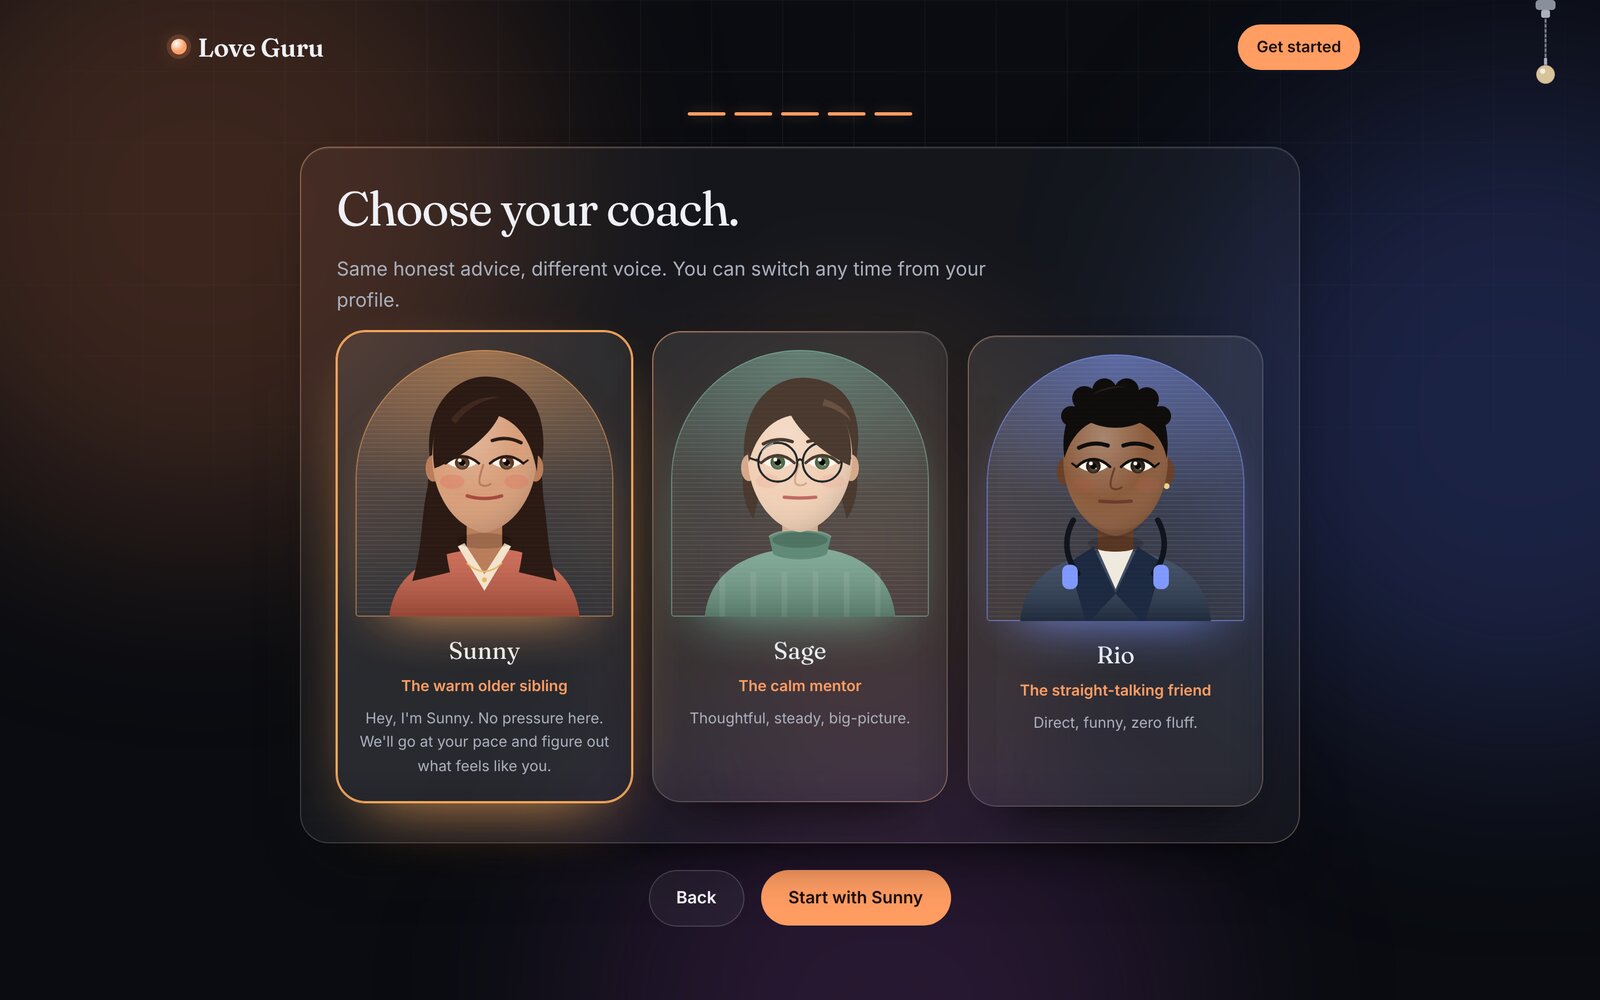 Love Guru
Get started
Choose your coach.
Same honest advice, different voice. You can switch any time from your
profile.
Sunny
The warm older sibling
Hey, I'm Sunny. No pressure here.
We'll go at your pace and figure out
what feels like you.
Sage
The calm mentor
Thoughtful, steady, big-picture.
Rio
The straight-talking friend
Direct, funny, zero fluff.
Back
Start with Sunny